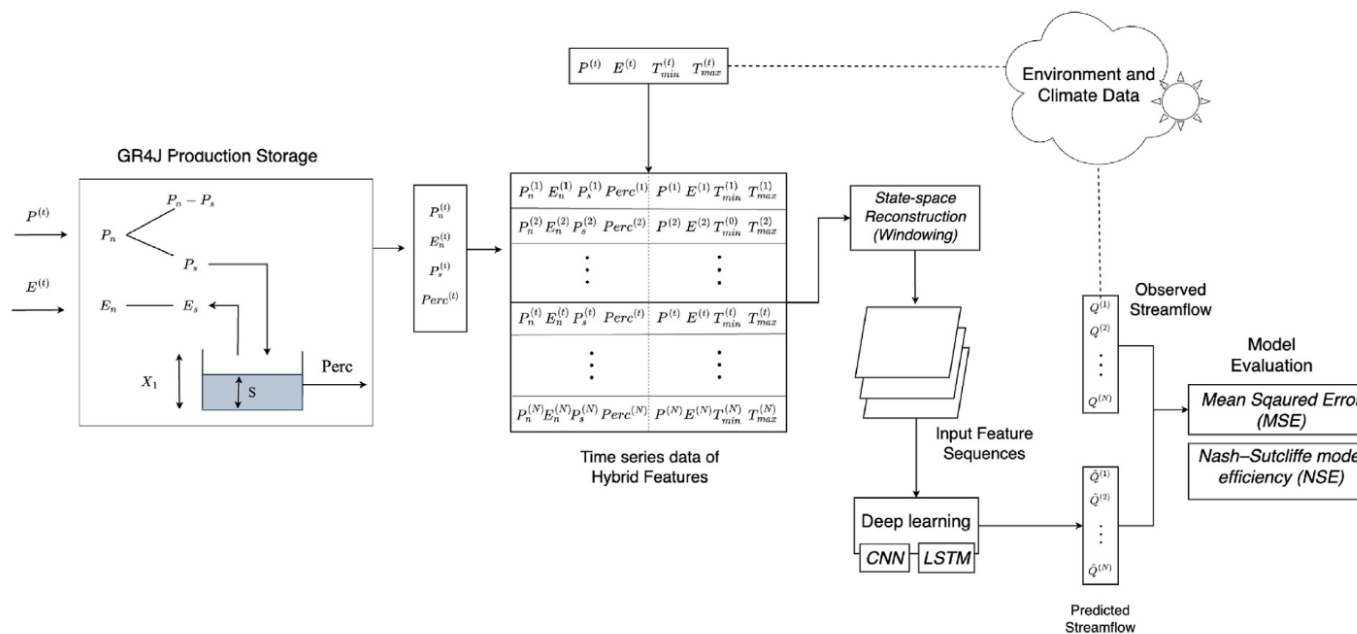 P^(t) E^(t) T_min^(t) T_max^(t)
Environment and
Climate Data
GR4J Production Storage
P^(t)
E^(t)
P_n
P_n − P_s
P_s
E_n
E_s
X_1
S
Perc
P_n^(t)
E_n^(t)
P_s^(t)
Perc^(t)
P_n^(1) E_n^(1) P_s^(1) Perc^(1) P^(1) E^(1) T_min^(1) T_max^(1)
P_n^(2) E_n^(2) P_s^(2) Perc^(2) P^(2) E^(2) T_min^(0) T_max^(2)
P_n^(t) E_n^(t) P_s^(t) Perc^(t) P^(t) E^(t) T_min^(t) T_max^(t)
P_n^(N) E_n^(N) P_s^(N) Perc^(N) P^(N) E^(N) T_min^(N) T_max^(N)
Time series data of
Hybrid Features
State-space
Reconstruction
(Windowing)
Input Feature
Sequences
Deep learning
CNN
LSTM
Observed
Streamflow
Q^(1)
Q^(2)
Q^(N)
Q̂^(1)
Q̂^(2)
Q̂^(N)
Predicted
Streamflow
Model
Evaluation
Mean Sqaured Error
(MSE)
Nash–Sutcliffe mode
efficiency (NSE)